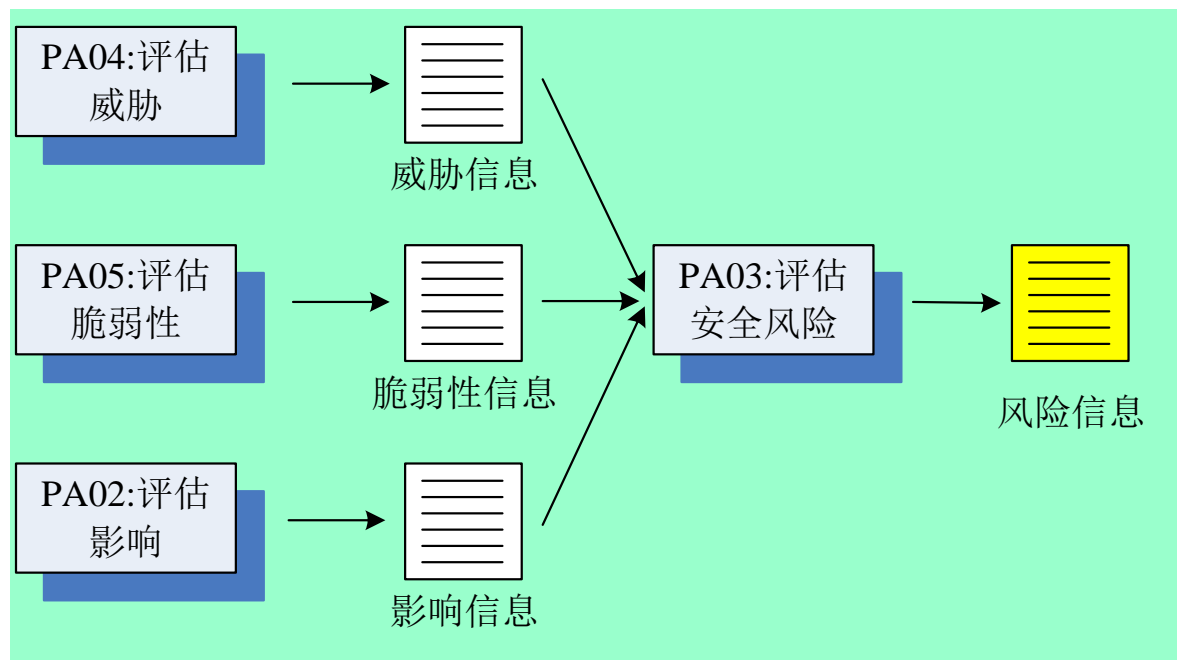 PA04:评估
威胁
威胁信息
PA05:评估
脆弱性
脆弱性信息
PA03:评估
安全风险
风险信息
PA02:评估
影响
影响信息